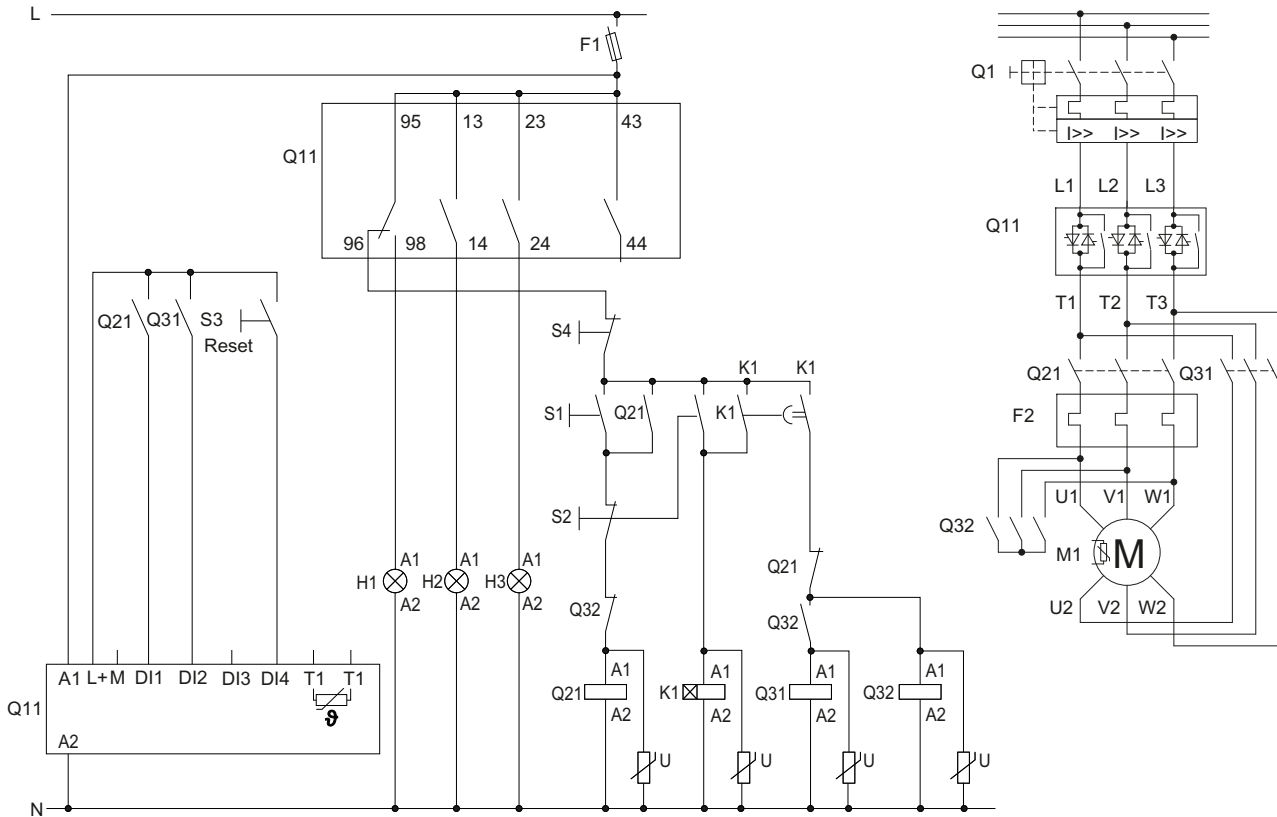 L
F1
Q11
95 13 23 43
96 98 14 24 44
Q21 Q31 S3
Reset
S4
K1 K1
S1 Q21 K1
S2
Q21
Q32
Q32
H1 A1 A2
H2 A1 A2
H3 A1 A2
Q11
A1 L+ M DI1 DI2 DI3 DI4 T1 T1
ϑ
A2
Q21 A1 A2
U
K1 A1 A2
U
Q31 A1 A2
U
Q32 A1 A2
U
N
Q1
I>> I>> I>>
L1 L2 L3
Q11
T1 T2 T3
Q21 Q31
F2
U1 V1 W1
Q32
M1 M
U2 V2 W2